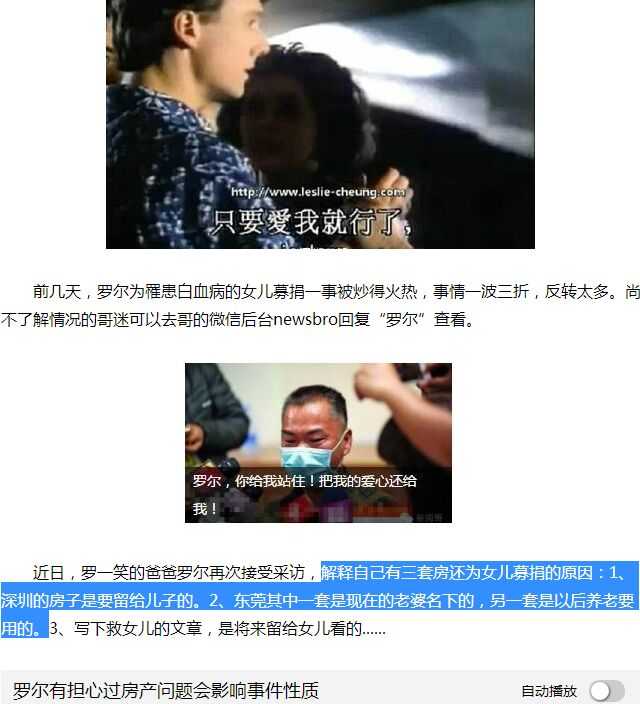 http://www.leslie-cheung.com
只要愛我就行了,
前几天，罗尔为罹患白血病的女儿募捐一事被炒得火热，事情一波三折，反转太多。尚
不了解情况的哥迷可以去哥的微信后台newsbro回复“罗尔”查看。
罗尔，你给我站住！把我的爱心还给
我！
近日，罗一笑的爸爸罗尔再次接受采访，解释自己有三套房还为女儿募捐的原因：1、
深圳的房子是要留给儿子的。2、东莞其中一套是现在的老婆名下的，另一套是以后养老要
用的。3、写下救女儿的文章，是将来留给女儿看的......
罗尔有担心过房产问题会影响事件性质
自动播放